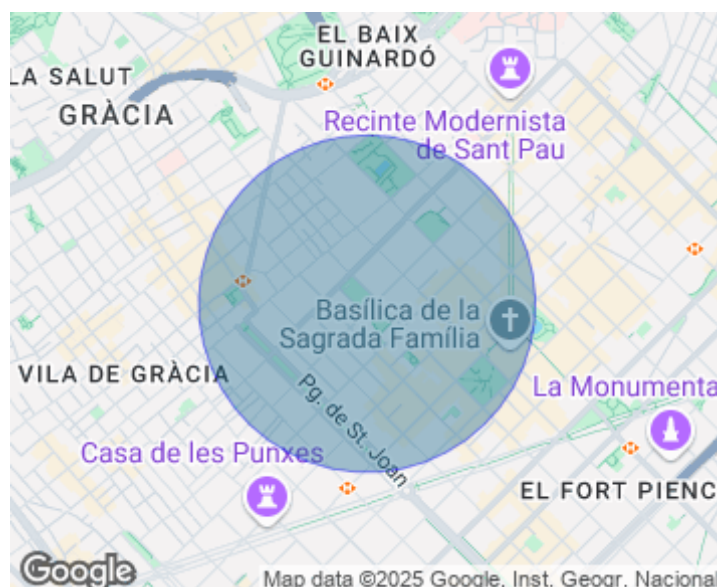 EL BAIX
GUINARDÓ
LA SALUT
GRÀCIA
Recinte Modernista
de Sant Pau
Basílica de la
Sagrada Família
VILA DE GRÀCIA
Pg. de St. Joan
La Monumenta
Casa de les Punxes
EL FORT PIENC
Google
Map data ©2025 Google, Inst. Geogr. Nacional